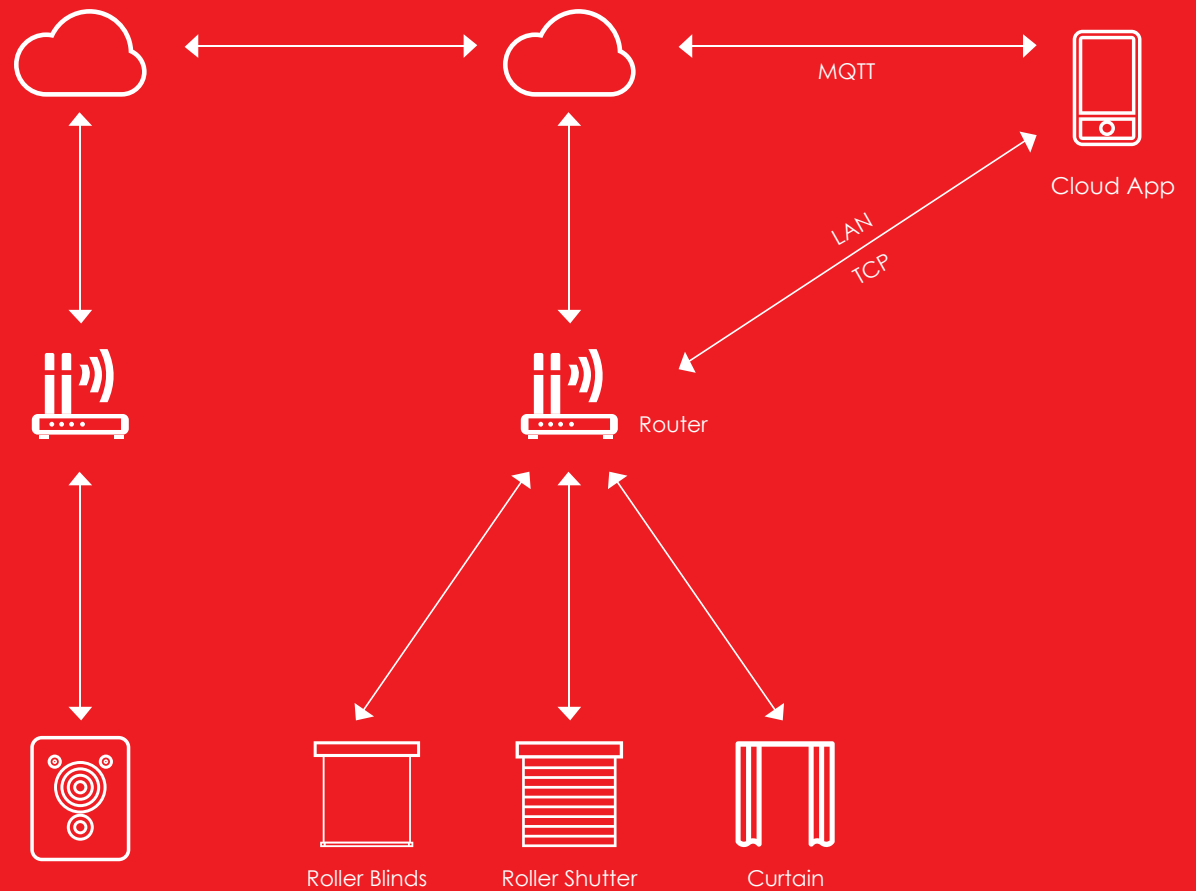 MQTT
Cloud App
LAN
TCP
Router
Roller Blinds
Roller Shutter
Curtain